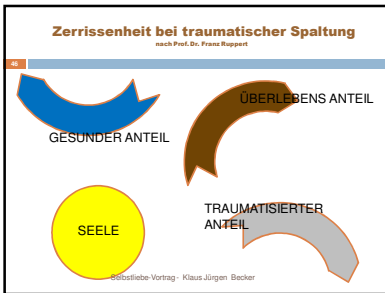 Zerrissenheit bei traumatischer Spaltung
nach Prof. Dr. Franz Ruppert
46
ÜBERLEBENS ANTEIL
GESUNDER ANTEIL
TRAUMATISIERTER
ANTEIL
SEELE
Selbstliebe-Vortrag - Klaus Jürgen Becker